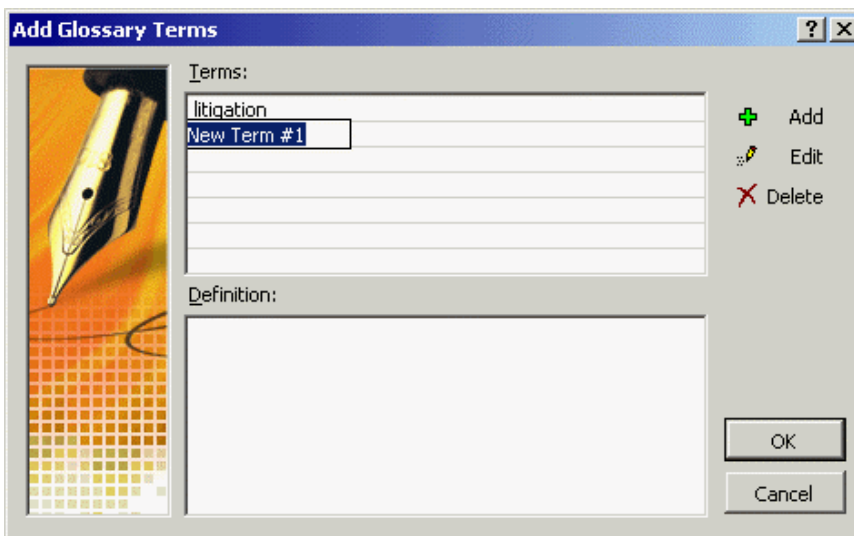 Add Glossary Terms
Terms:
litigation
New Term #1
Add
Edit
Delete
Definition:
OK
Cancel